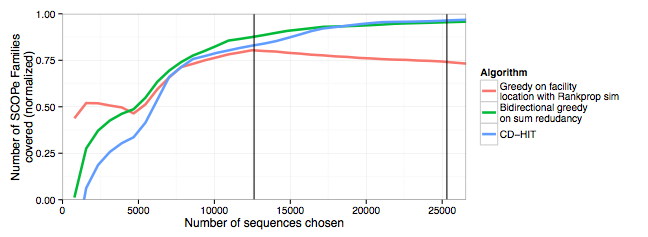 Number of SCOPe Families
covered (normalized)
1.00
0.75
0.50
0.25
0.00
0
5000
10000
15000
20000
25000
Number of sequences chosen
Algorithm
Greedy on facility
location with Rankprop sim
Bidirectional greedy
on sum redudancy
CD-HIT